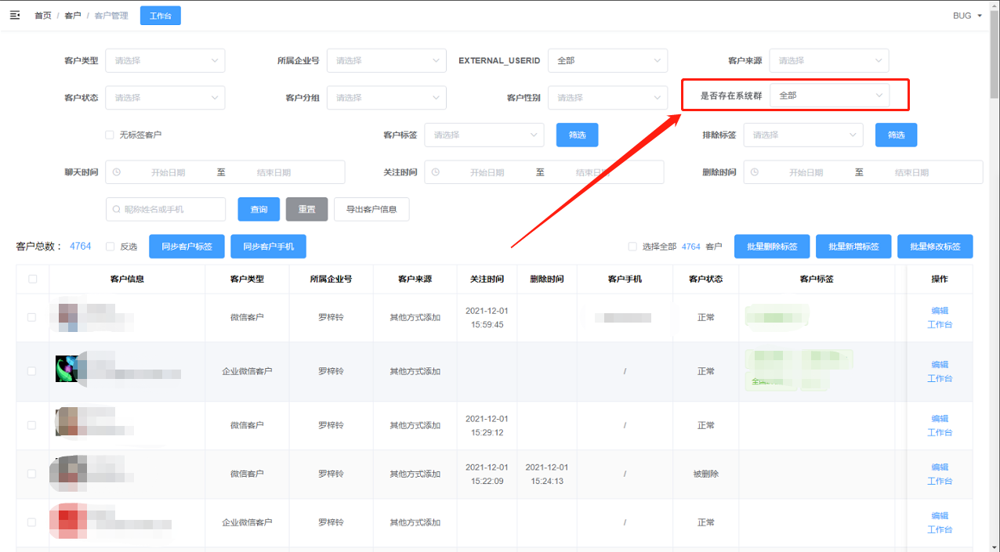 首页 / 客户 / 客户管理 工作台 BUG
客户类型 请选择 所属企业号 请选择 EXTERNAL_USERID 全部 客户来源 请选择
客户状态 请选择 客户分组 请选择 客户性别 请选择 是否存在系统群 全部
无标签客户 客户标签 请选择 筛选 排除标签 请选择 筛选
聊天时间 开始日期 至 结束日期 关注时间 开始日期 至 结束日期 删除时间 开始日期 至 结束日期
昵称姓名或手机 查询 重置 导出客户信息
客户总数： 4764 反选 同步客户标签 同步客户手机 选择全部 4764 客户 批量删除标签 批量新增标签 批量修改标签
客户信息 客户类型 所属企业号 客户来源 关注时间 删除时间 客户手机 客户状态 客户标签 操作
微信客户 罗梓铃 其他方式添加 2021-12-01 15:59:45 正常 编辑
工作台
企业微信客户 罗梓铃 其他方式添加 / 正常 编辑
工作台
微信客户 罗梓铃 其他方式添加 2021-12-01 15:29:12 / 正常 编辑
工作台
微信客户 罗梓铃 其他方式添加 2021-12-01 15:22:09 2021-12-01 15:24:13 / 被删除 编辑
工作台
企业微信客户 罗梓铃 其他方式添加 / 正常 编辑
工作台